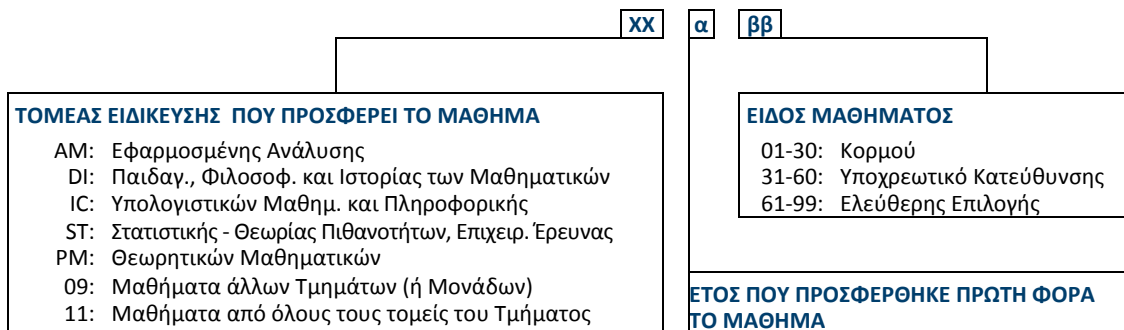 XX α ββ
ΤΟΜΕΑΣ ΕΙΔΙΚΕΥΣΗΣ ΠΟΥ ΠΡΟΣΦΕΡΕΙ ΤΟ ΜΑΘΗΜΑ
AM: Εφαρμοσμένης Ανάλυσης
DI: Παιδαγ., Φιλοσοφ. και Ιστορίας των Μαθηματικών
IC: Υπολογιστικών Μαθημ. και Πληροφορικής
ST: Στατιστικής - Θεωρίας Πιθανοτήτων, Επιχειρ. Έρευνας
PM: Θεωρητικών Μαθηματικών
09: Μαθήματα άλλων Τμημάτων (ή Μονάδων)
11: Μαθήματα από όλους τους τομείς του Τμήματος
ΕΙΔΟΣ ΜΑΘΗΜΑΤΟΣ
01-30: Κορμού
31-60: Υποχρεωτικό Κατεύθυνσης
61-99: Ελεύθερης Επιλογής
ΕΤΟΣ ΠΟΥ ΠΡΟΣΦΕΡΘΗΚΕ ΠΡΩΤΗ ΦΟΡΑ
ΤΟ ΜΑΘΗΜΑ